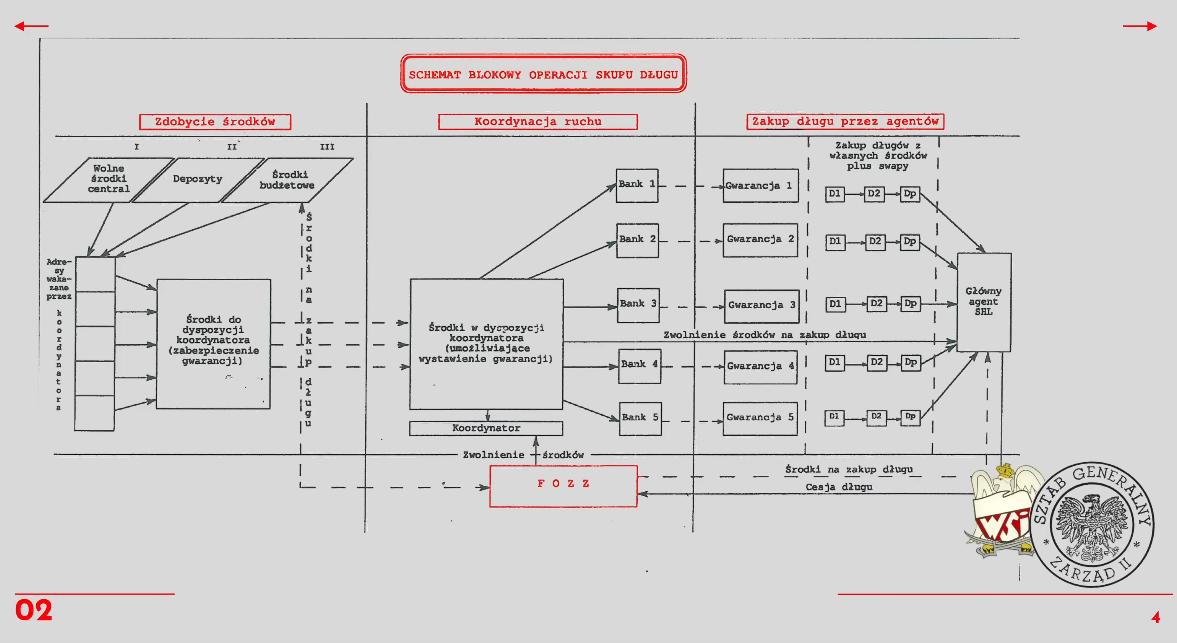 SCHEMAT BLOKOWY OPERACJI SKUPU DŁUGU
Zdobycie środków
Koordynacja ruchu
Zakup długu przez agentów
I
II
III
Wolne
środki
central
Depozyty
Środki
budżetowe
Zakup długów z
własnych środków
plus swapy
Adre-
sy
wska-
zane
przez
koordynatora
Środki do
dyspozycji
koordynatora
(zabezpieczenie
gwarancji)
Środki na zakup długu
Środki w dyspozycji
koordynatora
(umożliwiające
wystawienie gwarancji)
Koordynator
Bank 1
Gwarancja 1
D1
D2
Dp
Bank 2
Gwarancja 2
D1
D2
Dp
Bank 3
Gwarancja 3
D1
D2
Dp
Zwolnienie środków na zakup długu
Bank 4
Gwarancja 4
D1
D2
Dp
Bank 5
Gwarancja 5
D1
D2
Dp
Główny
agent
SHL
Zwolnienie środków
F O Z Z
Środki na zakup długu
Cesja długu
WSI
SZTAB GENERALNY
* ZARZĄD II *
02
4